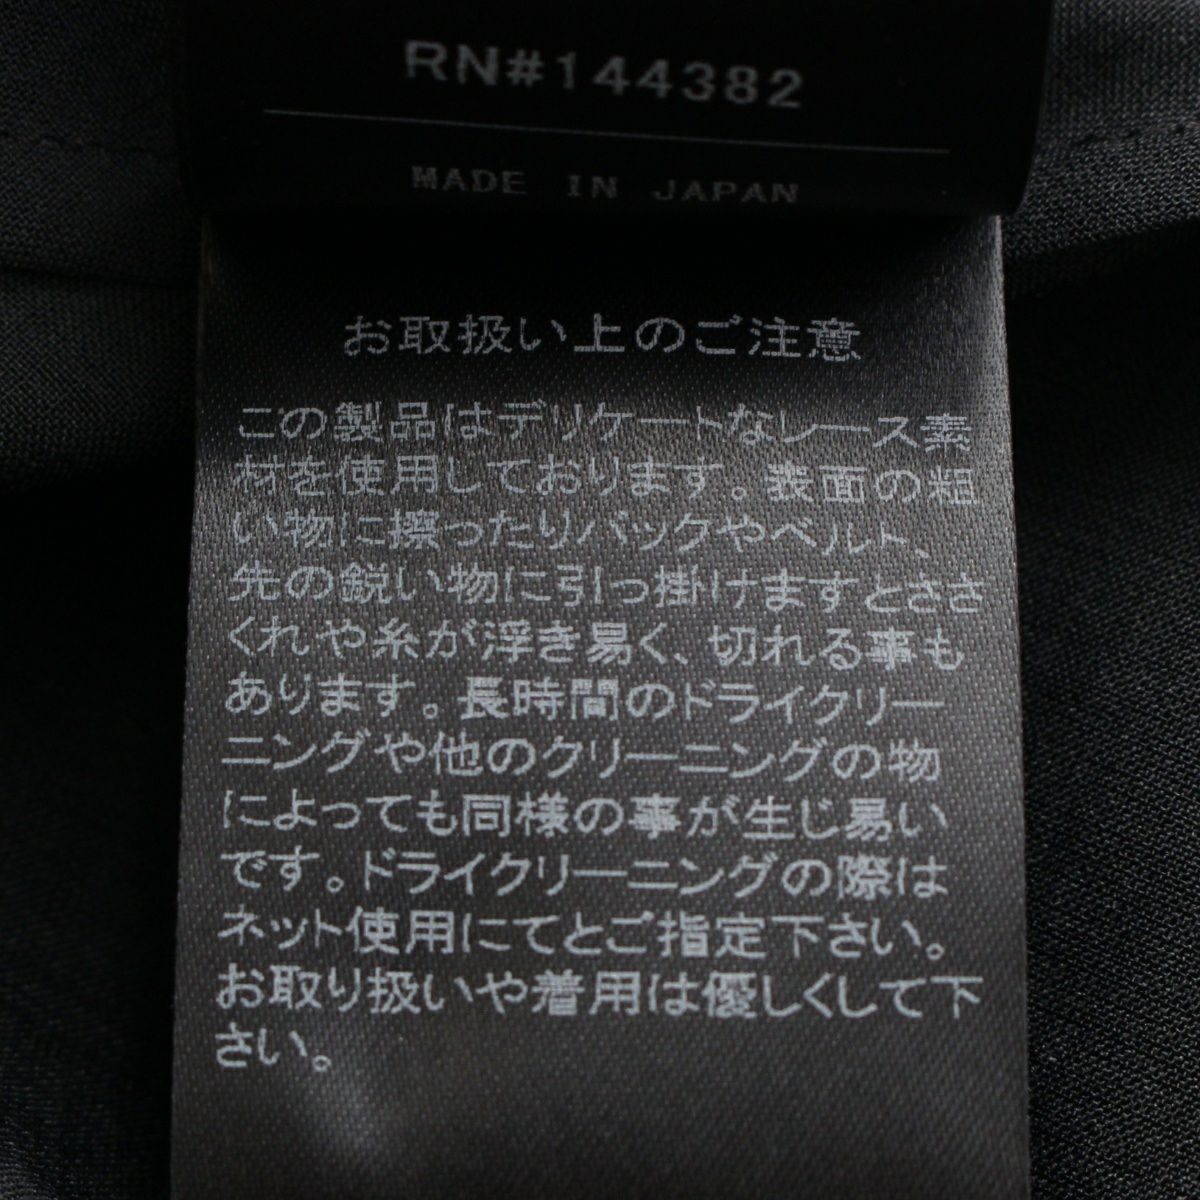 RN#144382
MADE IN JAPAN
お取扱い上のご注意
この製品はデリケートなレース素
材を使用しております。表面の粗
い物に擦ったりバックやベルト、
先の鋭い物に引っ掛けますとささ
くれや糸が浮き易く、切れる事も
あります。長時間のドライクリー
ニングや他のクリーニングの物
によっても同様の事が生じ易い
です。ドライクリーニングの際は
ネット使用にてとご指定下さい。
お取り扱いや着用は優しくして下
さい。